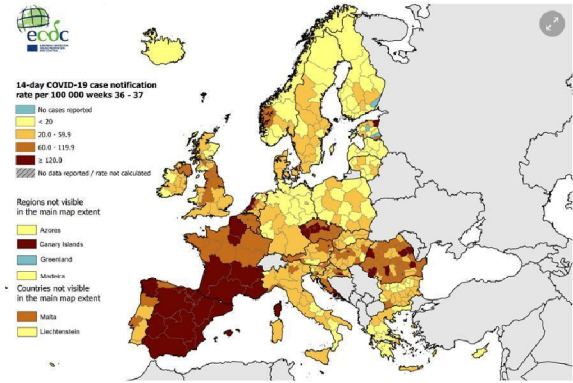 ecdc
14-day COVID-19 case notification
rate per 100 000 weeks 36 - 37
No cases reported
< 20
20.0 - 59.9
60.0 - 119.9
≥ 120.0
No data reported / rate not calculated
Regions not visible
in the main map extent
Azores
Canary Islands
Greenland
Madeira
Countries not visible
in the main map extent
Malta
Liechtenstein